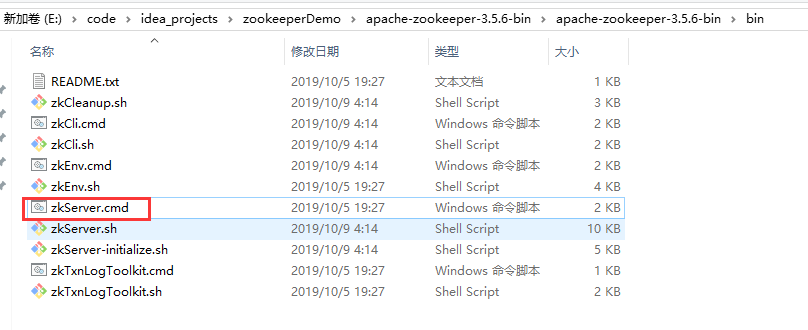 新加卷 (E:) > code > idea_projects > zookeeperDemo > apache-zookeeper-3.5.6-bin > apache-zookeeper-3.5.6-bin > bin
名称 修改日期 类型 大小
README.txt 2019/10/5 19:27 文本文档 1 KB
zkCleanup.sh 2019/10/9 4:14 Shell Script 3 KB
zkCli.cmd 2019/10/9 4:14 Windows 命令脚本 2 KB
zkCli.sh 2019/10/9 4:14 Shell Script 2 KB
zkEnv.cmd 2019/10/9 4:14 Windows 命令脚本 2 KB
zkEnv.sh 2019/10/5 19:27 Shell Script 4 KB
zkServer.cmd 2019/10/5 19:27 Windows 命令脚本 2 KB
zkServer.sh 2019/10/9 4:14 Shell Script 10 KB
zkServer-initialize.sh 2019/10/9 4:14 Shell Script 5 KB
zkTxnLogToolkit.cmd 2019/10/5 19:27 Windows 命令脚本 1 KB
zkTxnLogToolkit.sh 2019/10/5 19:27 Shell Script 2 KB